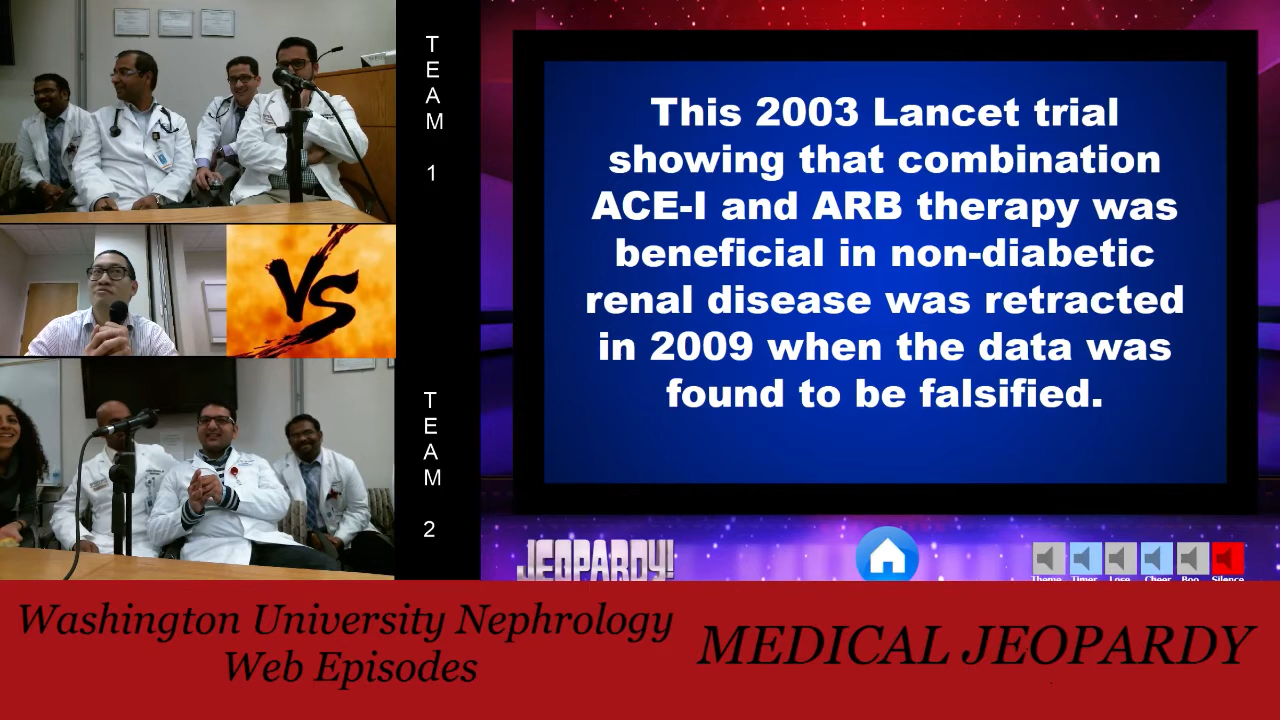 TEAM 1
VS
TEAM 2
This 2003 Lancet trial
showing that combination
ACE-I and ARB therapy was
beneficial in non-diabetic
renal disease was retracted
in 2009 when the data was
found to be falsified.
JEOPARDY!
Theme Timer Lose Cheer Boo Silence
Washington University Nephrology
Web Episodes
MEDICAL JEOPARDY